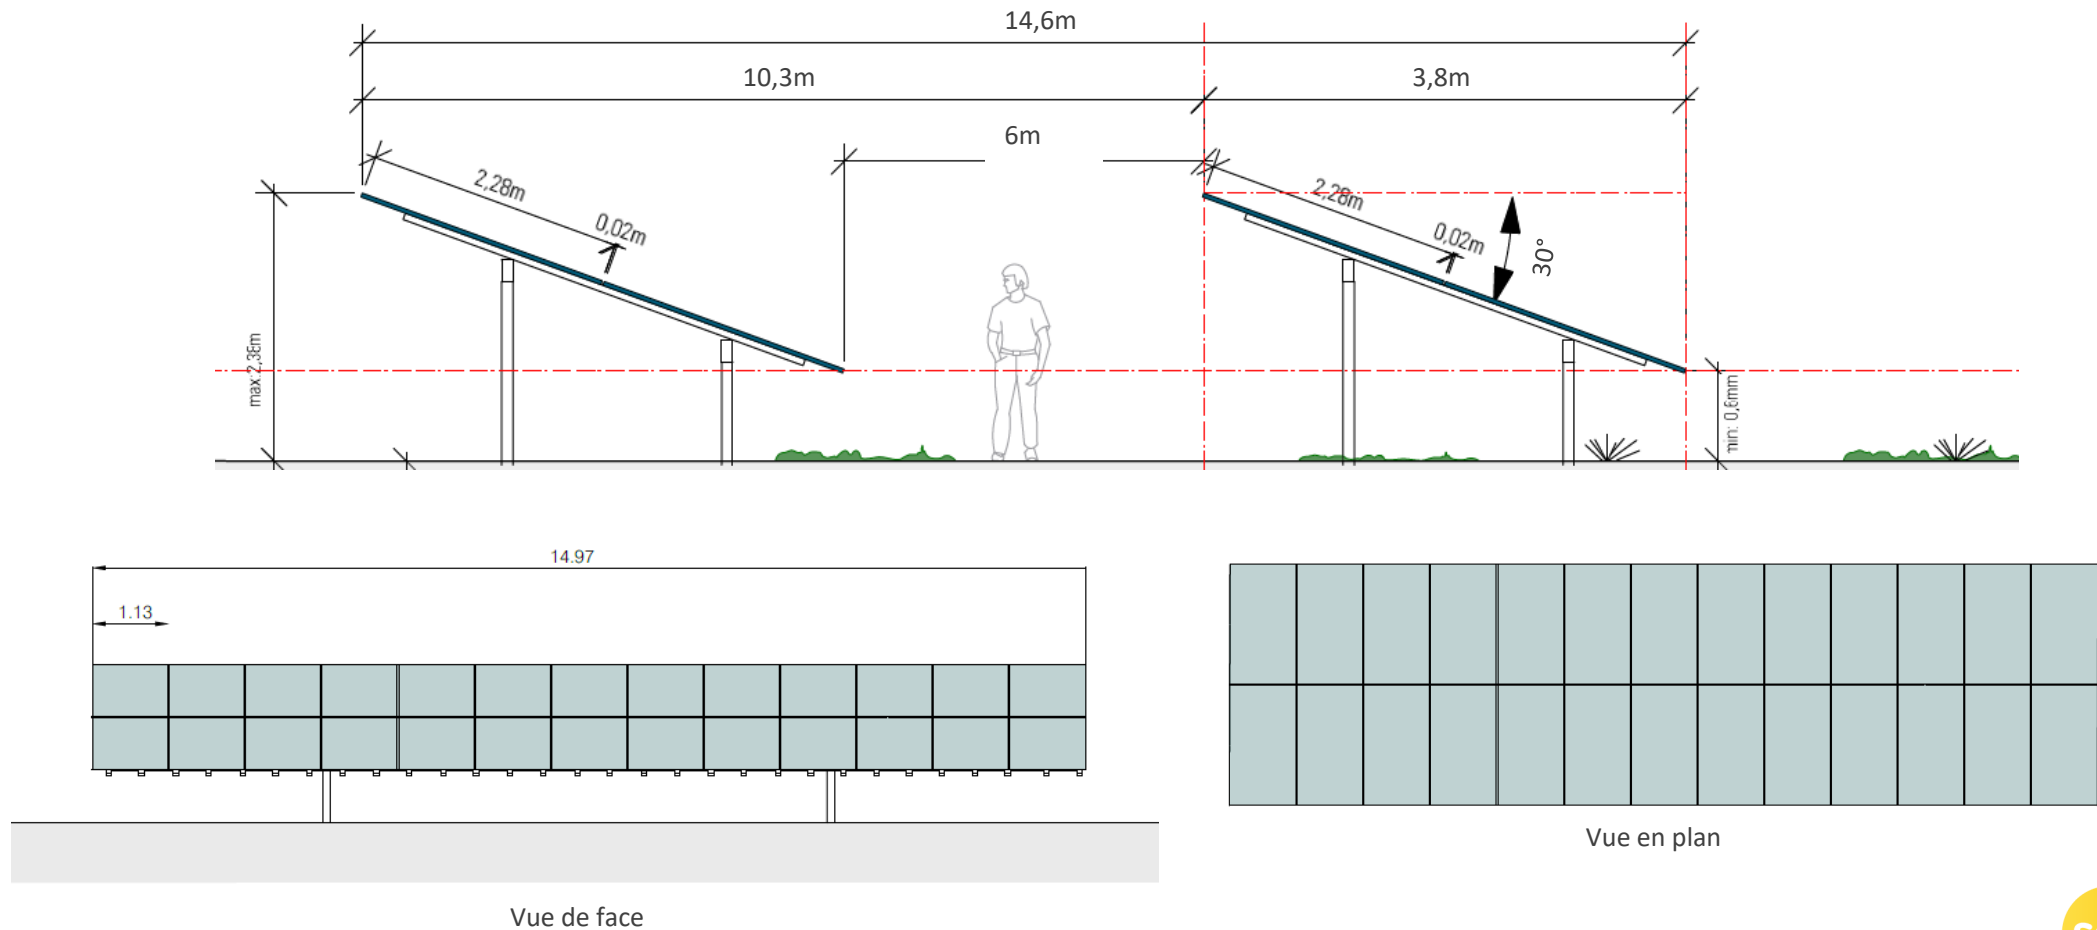 14,6m
10,3m
3,8m
6m
2,28m
0,02m
2,28m
0,02m
30°
max:2,38m
min: 0,6mm
14.97
1.13
Vue en plan
Vue de face